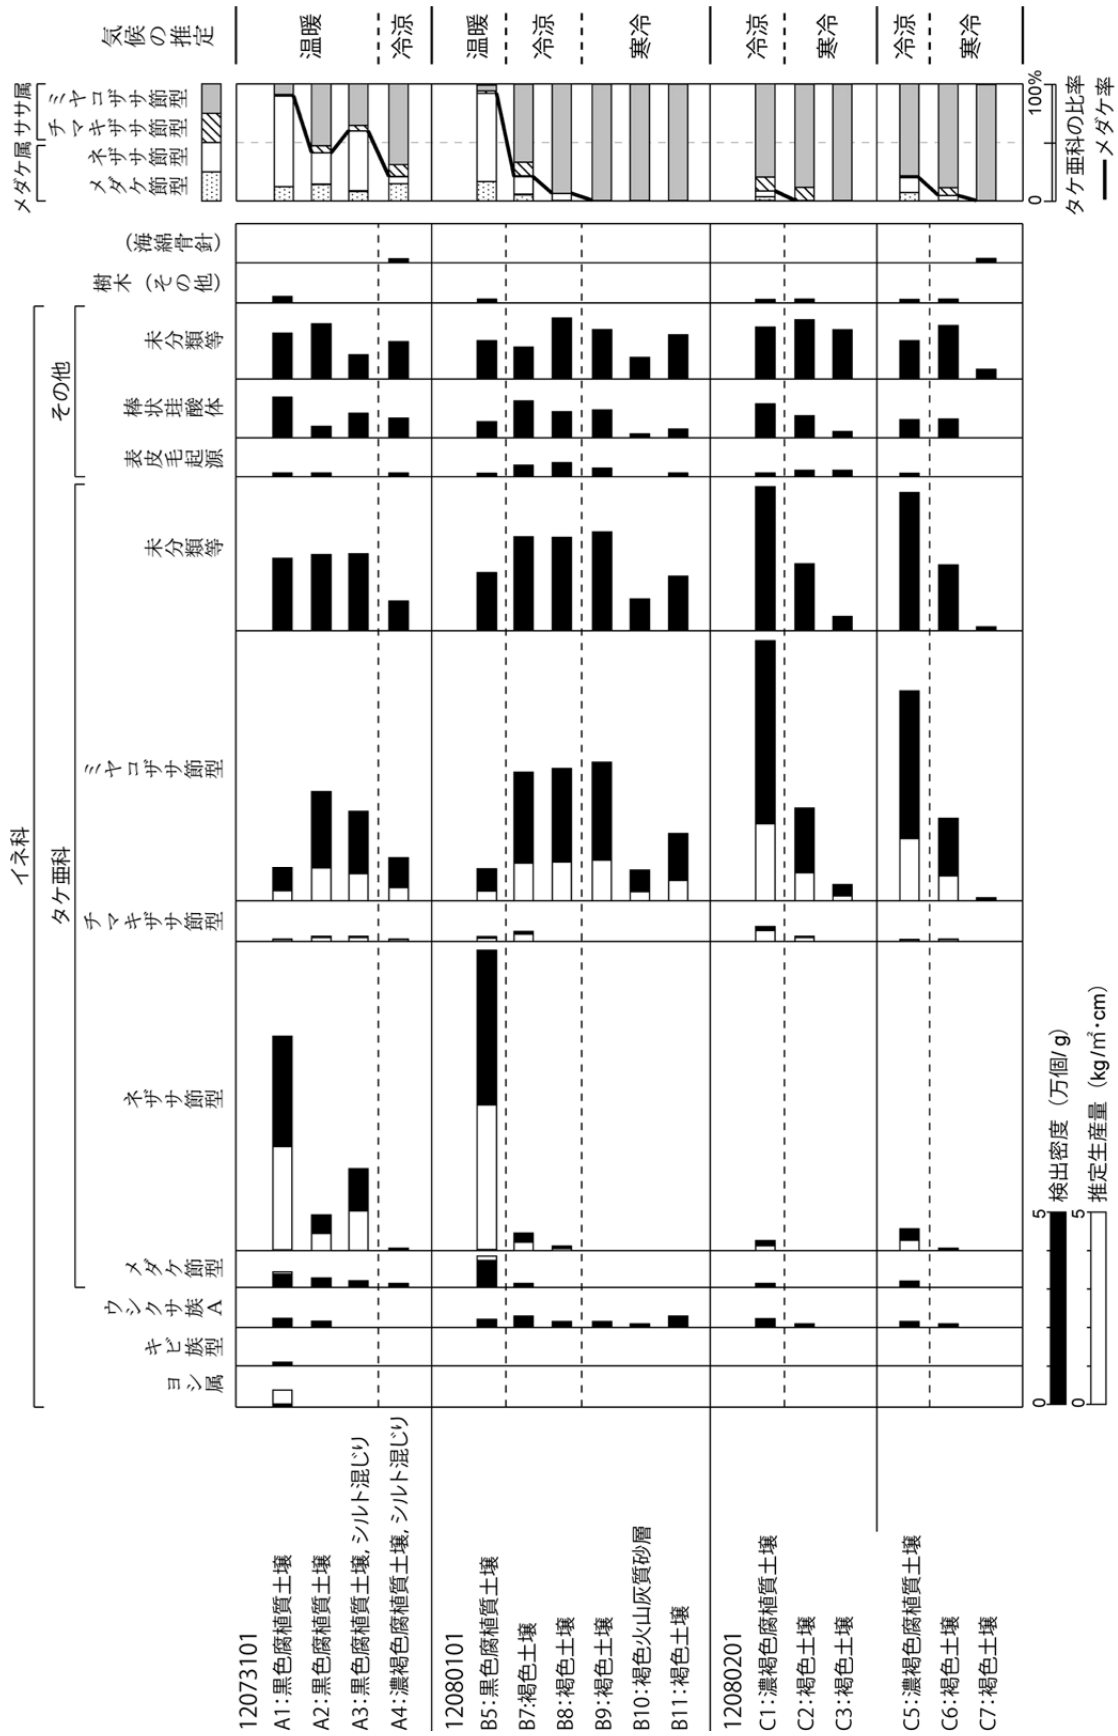 イネ科
タケ亜科
その他
ヨシ属
キビ族型
ウシクサ族A
メダケ節型
ネザサ節型
チマキザサ節型
ミヤコザサ節型
未分類等
表皮毛起源
棒状珪酸体
未分類等
樹木（その他）
（海綿骨針）
メダケ属 ササ属
メダケ節型
ネザサ節型
チマキザサ節型
ミヤコザサ節型
気候の推定
12073101
A1：黒色腐植質土壌
A2：黒色腐植質土壌
A3：黒色腐植質土壌, シルト混じり
温暖
A4：濃褐色腐植質土壌, シルト混じり
冷涼
12080101
B5：黒色腐植質土壌
温暖
B7：褐色土壌
B8：褐色土壌
冷涼
B9：褐色土壌
B10：褐色火山灰質砂層
B11：褐色土壌
寒冷
12080201
C1：濃褐色腐植質土壌
冷涼
C2：褐色土壌
C3：褐色土壌
寒冷
C5：濃褐色腐植質土壌
冷涼
C6：褐色土壌
C7：褐色土壌
寒冷
0 5
検出密度（万個/g）
0 5
推定生産量（kg/㎡・cm）
0 100%
タケ亜科の比率
メダケ率